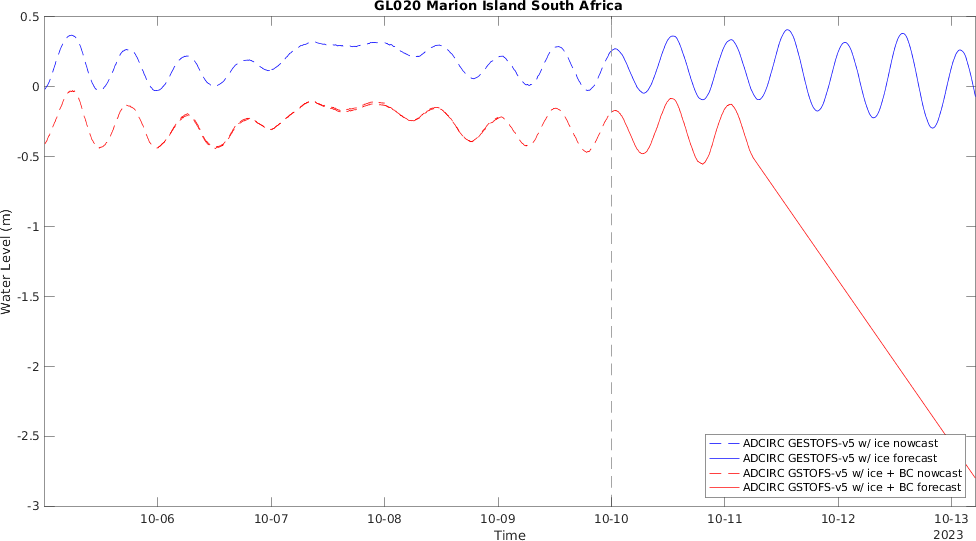 GL020 Marion Island South Africa
0.5
0
-0.5
-1
-1.5
-2
-2.5
-3
Water Level (m)
10-06
10-07
10-08
10-09
10-10
10-11
10-12
10-13
2023
Time
ADCIRC GESTOFS-v5 w/ ice nowcast
ADCIRC GESTOFS-v5 w/ ice forecast
ADCIRC GSTOFS-v5 w/ ice + BC nowcast
ADCIRC GSTOFS-v5 w/ ice + BC forecast